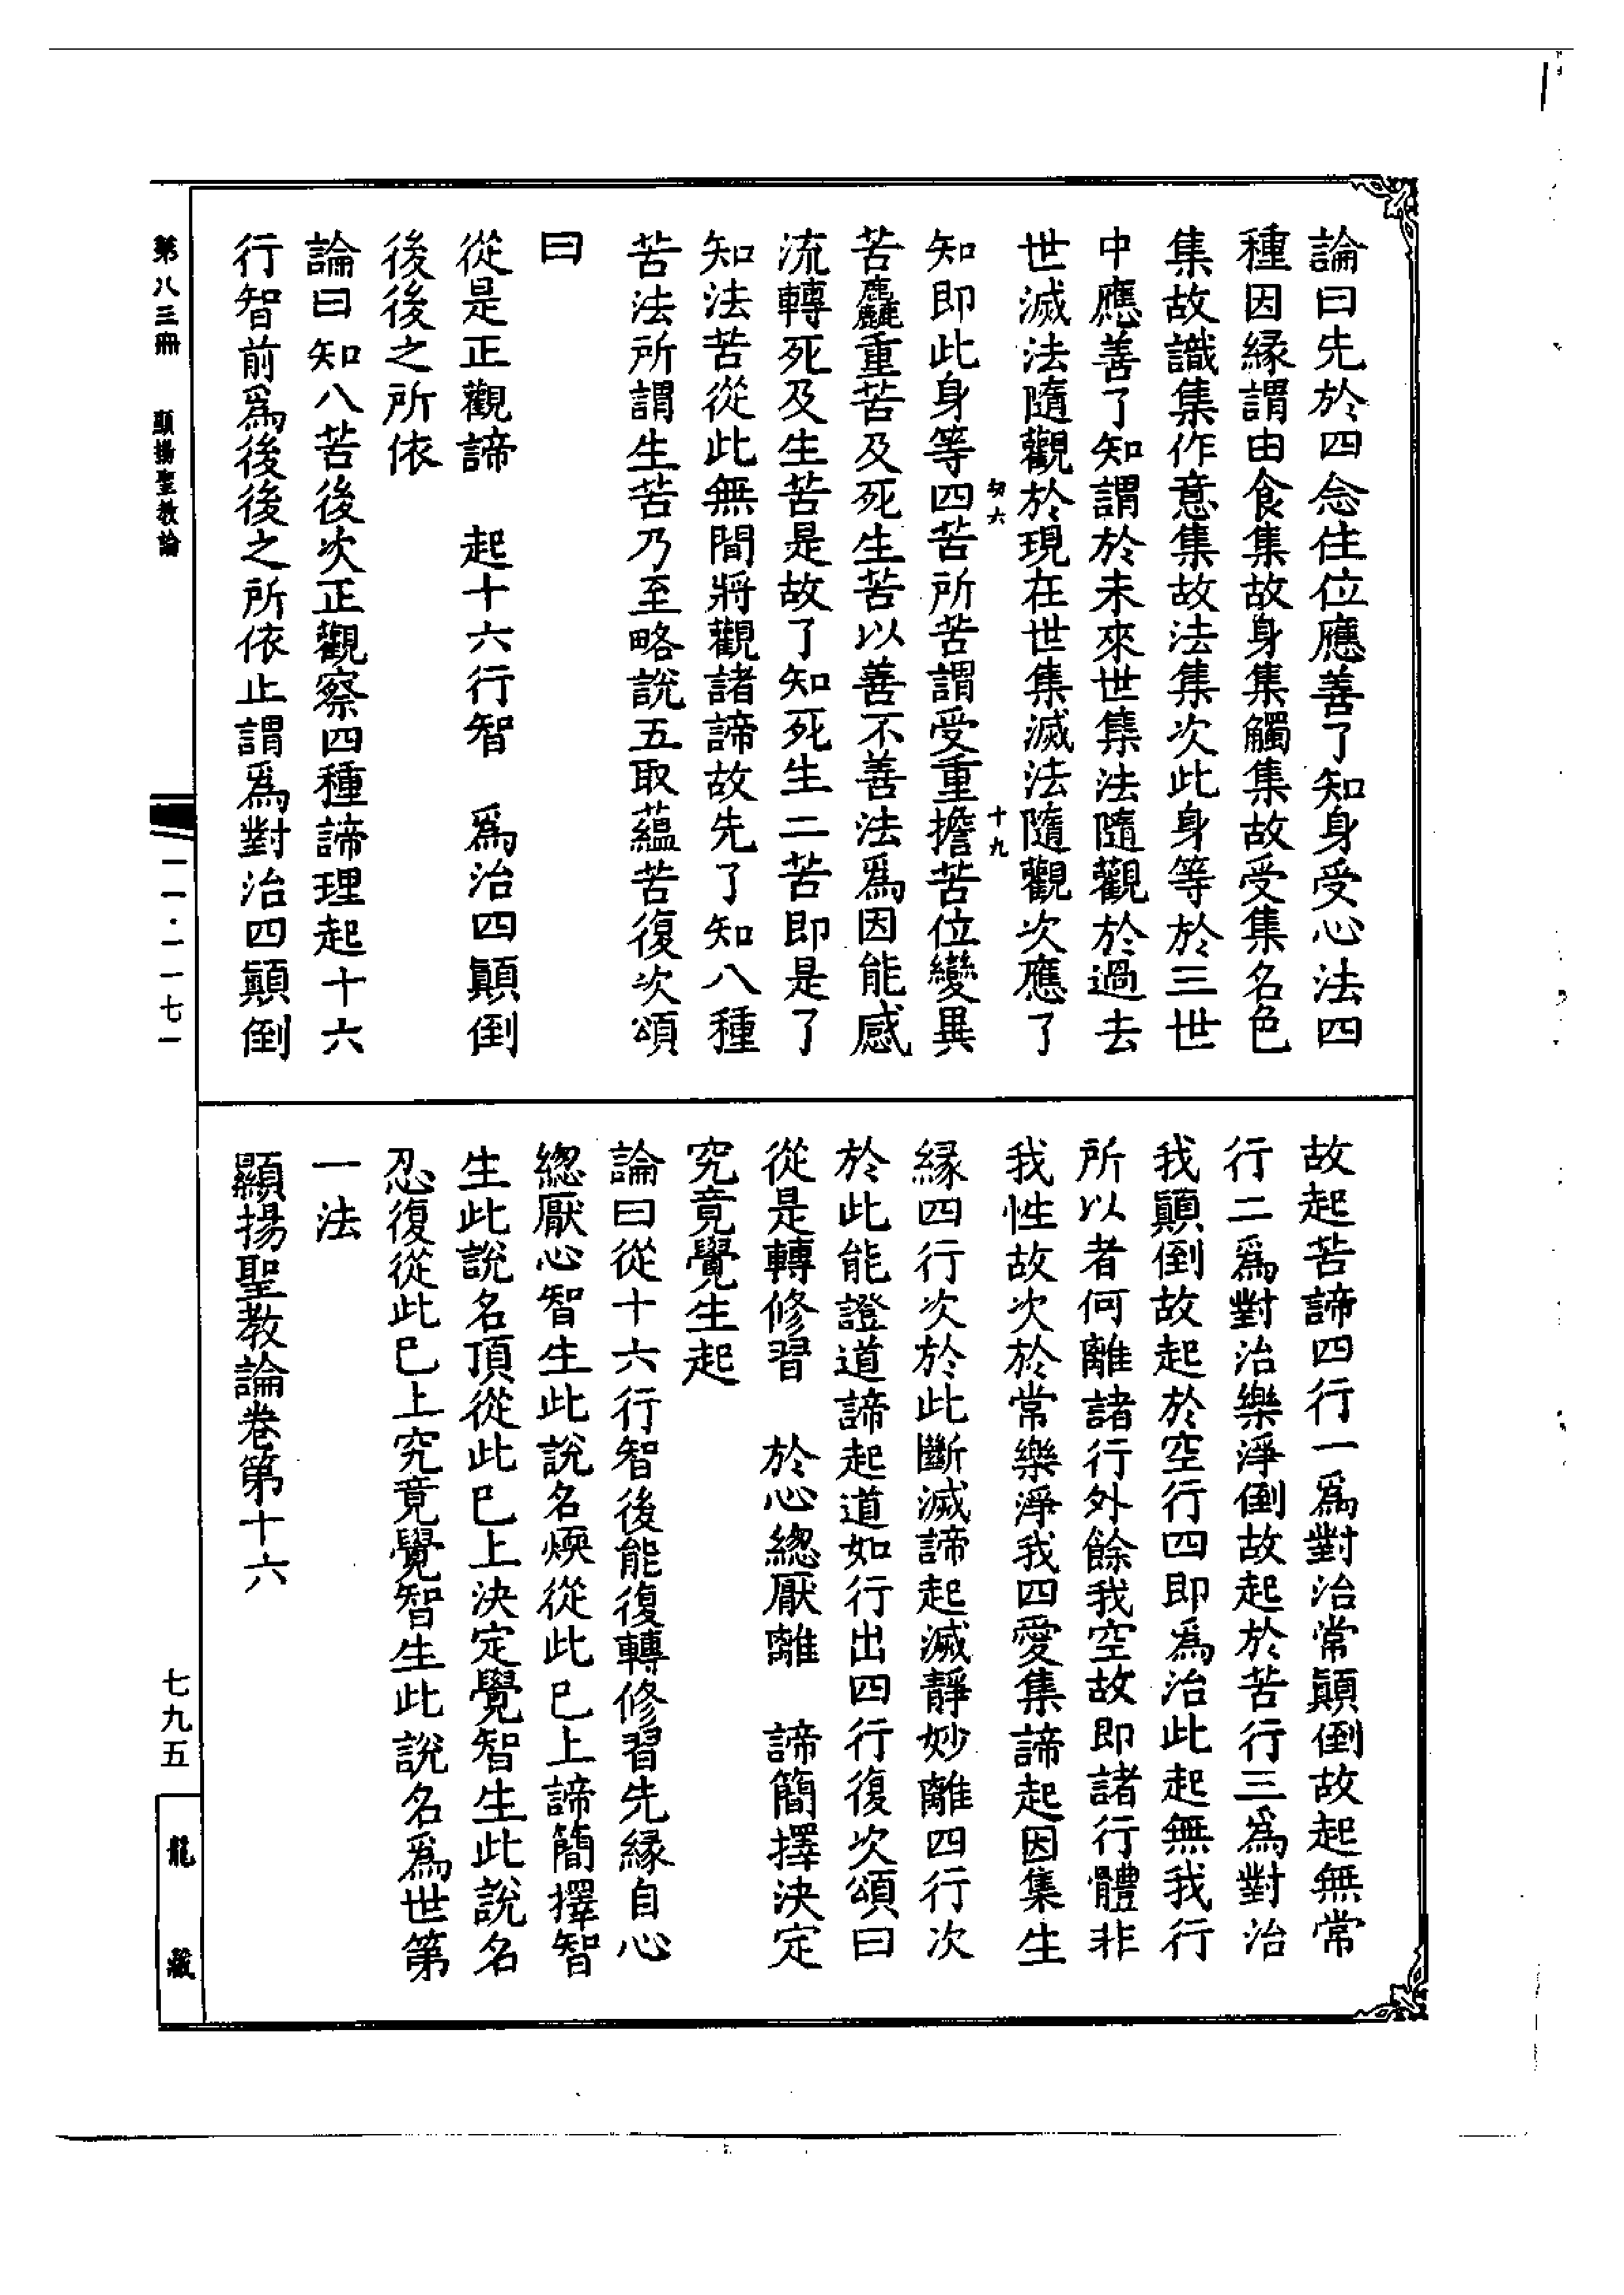 論曰先於四念住位應善了知身受心法四
種因緣謂由食集故身集觸集故受集名色
集故識集作意集故法集次此身等於三世
中應善了知謂於未來世集法隨觀於過去
世滅法隨觀於現在世集滅法隨觀次應了
知即此身等四苦所苦謂受重擔苦位變異
苦麤重苦及死生苦以善不善法爲因能感
流轉死及生苦是故了知死生二苦即是了
知法苦從此無間將觀諸諦故先了知八種
苦法所謂生苦乃至略說五取蘊苦復次頌
曰
從是正觀諦　起十六行智　爲治四顚倒
後後之所依
論曰知八苦後次正觀察四種諦理起十六
行智前爲後後之所依止謂爲對治四顚倒
十九
故起苦諦四行一爲對治常顚倒故起無常
行二爲對治樂淨倒故起於苦行三爲對治
我顚倒故起於空行四即爲治此起無我行
所以者何離諸行外餘我空故即諸行體非
我性故次於常樂淨我四愛集諦起因集生
緣四行次於此斷滅諦起滅靜妙離四行次
於此能證道諦起道如行出四行復次頌曰
從是轉修習　於心緫厭離　諦簡擇決定
究竟覺生起
論曰從十六行智後能復轉修習先緣自心
緫厭心智生此說名煗從此巳上諦簡擇智
生此說名頂從此巳上決定覺智生此說名
忍復從此巳上究竟覺智生此說名爲世第
一法
顯揚聖教論卷第十六
第八三冊　顯揚聖教論
一一·一一七一
七九五
龍藏